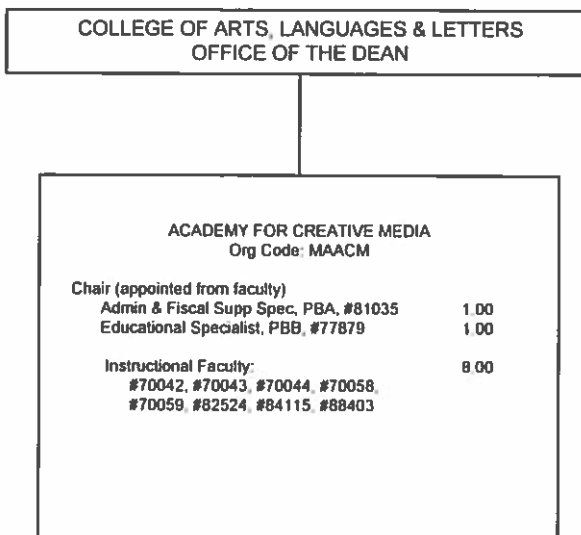 COLLEGE OF ARTS, LANGUAGES & LETTERS
OFFICE OF THE DEAN
ACADEMY FOR CREATIVE MEDIA
Org Code: MAACM
Chair (appointed from faculty)
Admin & Fiscal Supp Spec, PBA, #81035 1.00
Educational Specialist, PBB, #77879 1.00
Instructional Faculty: 8.00
#70042, #70043, #70044, #70058,
#70059, #82524, #84115, #88403